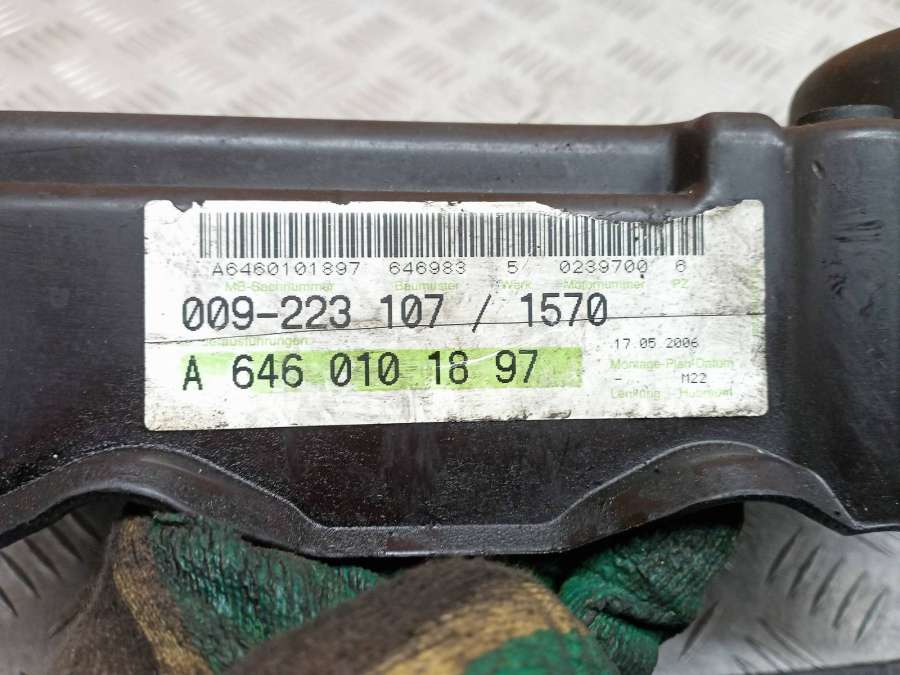 A6460101897 646983 5/ 0239700 6
MB-Sachnummer Baumuster Werk Motornummer PZ
009-223 107 / 1570
17.05.2006
A 646 010 18 97
Montage-Plan-Datum
- M22